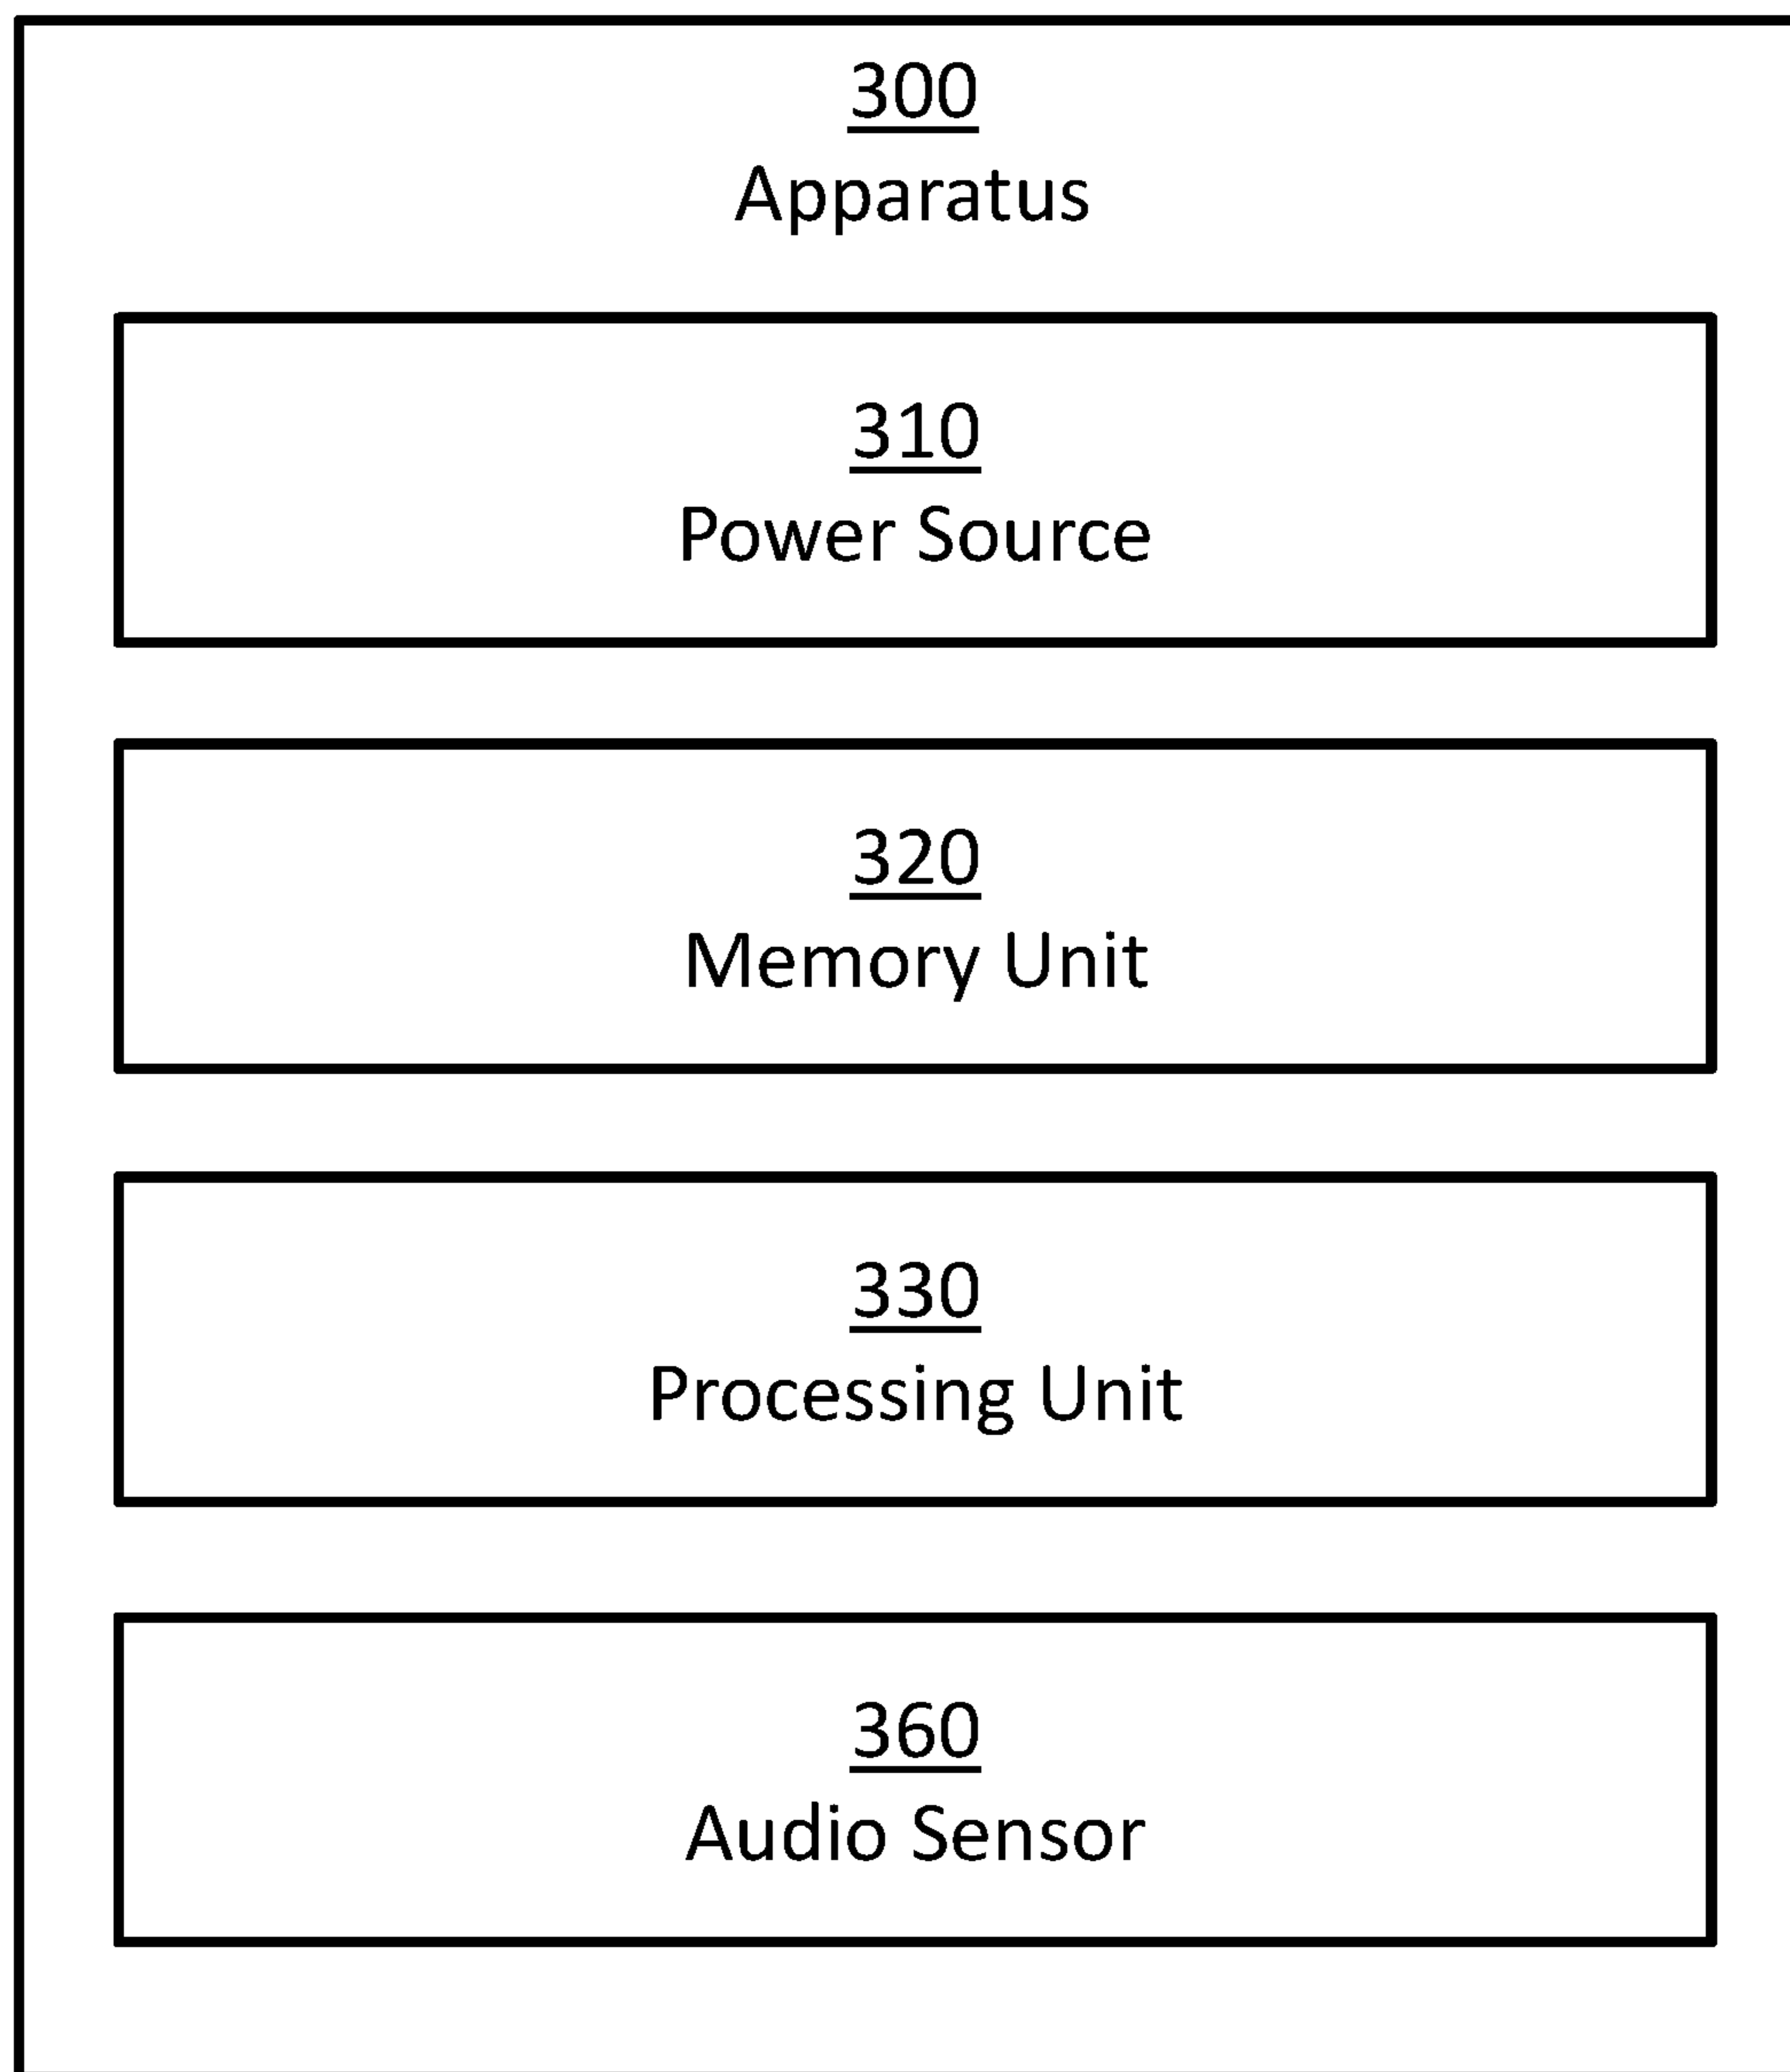 300
Apparatus
310
Power Source
320
Memory Unit
330
Processing Unit
360
Audio Sensor